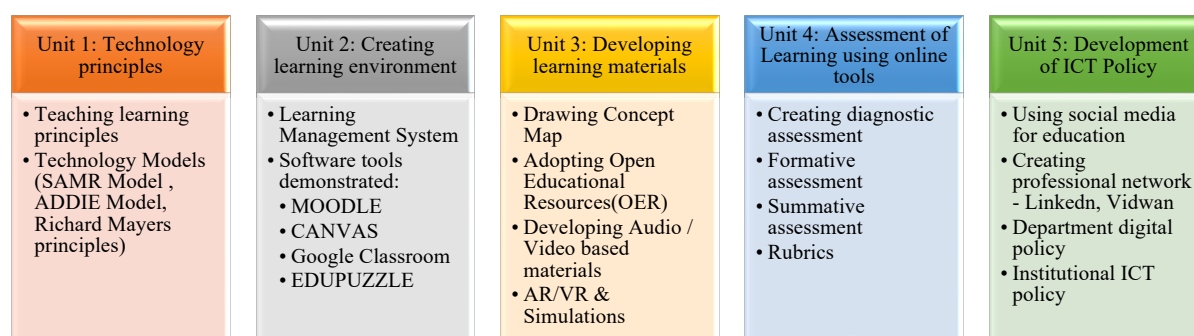 Unit 1: Technology
principles
• Teaching learning
principles
• Technology Models
(SAMR Model ,
ADDIE Model,
Richard Mayers
principles)
Unit 2: Creating
learning environment
• Learning
Management System
• Software tools
demonstrated:
• MOODLE
• CANVAS
• Google Classroom
• EDUPUZZLE
Unit 3: Developing
learning materials
• Drawing Concept
Map
• Adopting Open
Educational
Resources(OER)
• Developing Audio /
Video based
materials
• AR/VR &
Simulations
Unit 4: Assessment of
Learning using online
tools
• Creating diagnostic
assessment
• Formative
assessment
• Summative
assessment
• Rubrics
Unit 5: Development
of ICT Policy
• Using social media
for education
• Creating
professional network
- Linkedn, Vidwan
• Department digital
policy
• Institutional ICT
policy